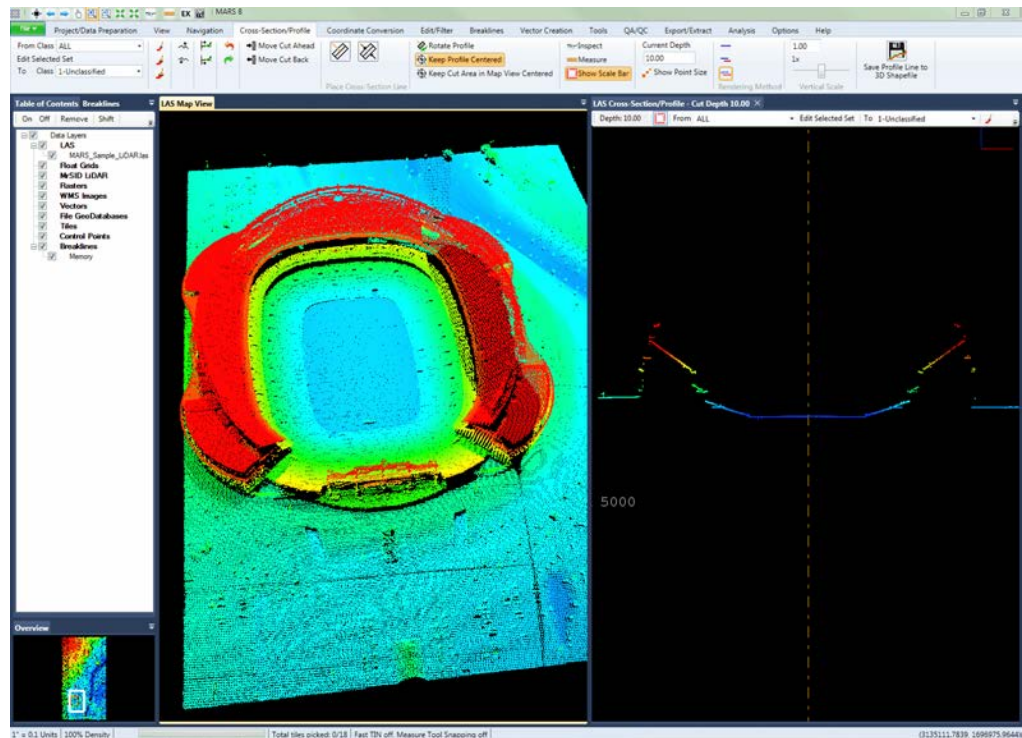 EX MARS 8
Project/Data Preparation View Navigation Cross-Section/Profile Coordinate Conversion Edit/Filter Breaklines Vector Creation Tools QA/QC Export/Extract Analysis Options Help
From Class ALL
Edit Selected Set
To Class 1-Unclassified
Move Cut Ahead
Move Cut Back
Place Cross-Section Line
Rotate Profile
Keep Profile Centered
Keep Cut Area in Map View Centered
Inspect
Measure
Show Scale Bar
Current Depth
10.00
Show Point Size
Rendering Method
1.00
1x
Vertical Scale
Save Profile Line to
3D Shapefile
Table of Contents Breaklines
On Off Remove Shift
Data Layers
LAS
MARS_Sample_LiDAR.las
Float Grids
MrSID LiDAR
Rasters
WMS Images
Vectors
File GeoDatabases
Tiles
Control Points
Breaklines
Memory
Overview
LAS Map View
LAS Cross-Section/Profile - Cut Depth 10.00
Depth: 10.00 From ALL Edit Selected Set To 1-Unclassified
5000
1" = 0.1 Units 100% Density Total tiles picked: 0/18 Fast TIN off. Measure Tool Snapping off